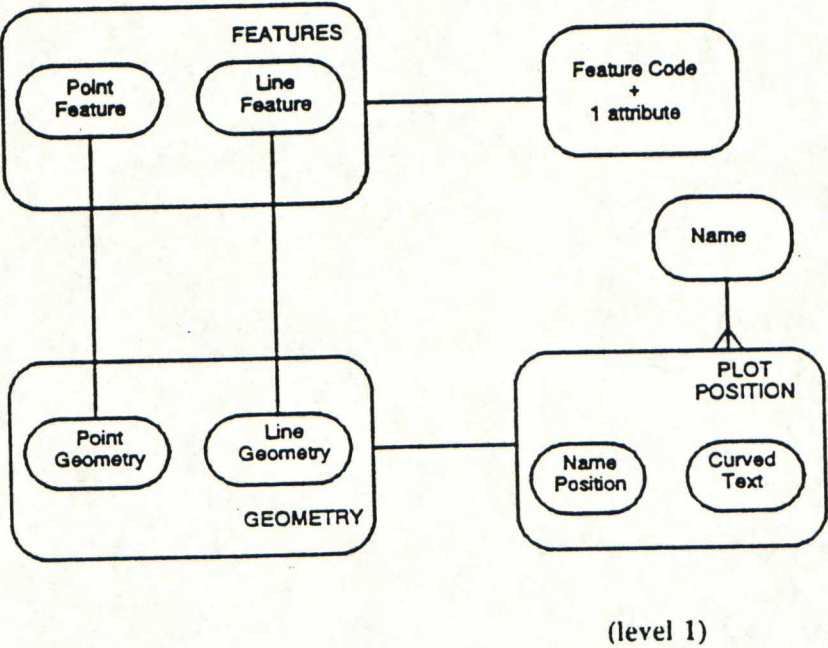 FEATURES
Point
Feature
Line
Feature
Feature Code
+
1 attribute
Name
PLOT
POSITION
Point
Geometry
Line
Geometry
GEOMETRY
Name
Position
Curved
Text
(level 1)